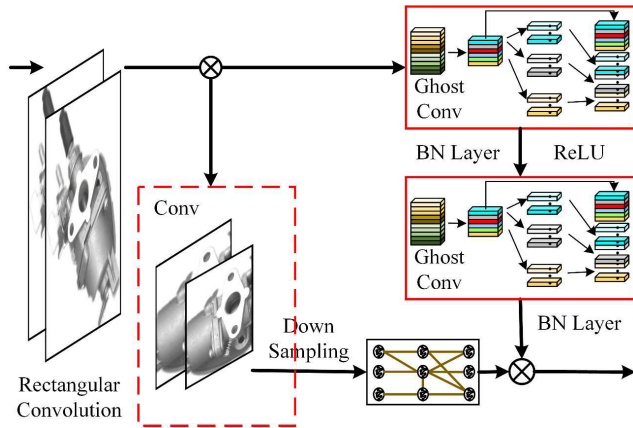 Ghost
Conv
BN Layer
ReLU
Conv
Ghost
Conv
Down
Sampling
BN Layer
Rectangular
Convolution